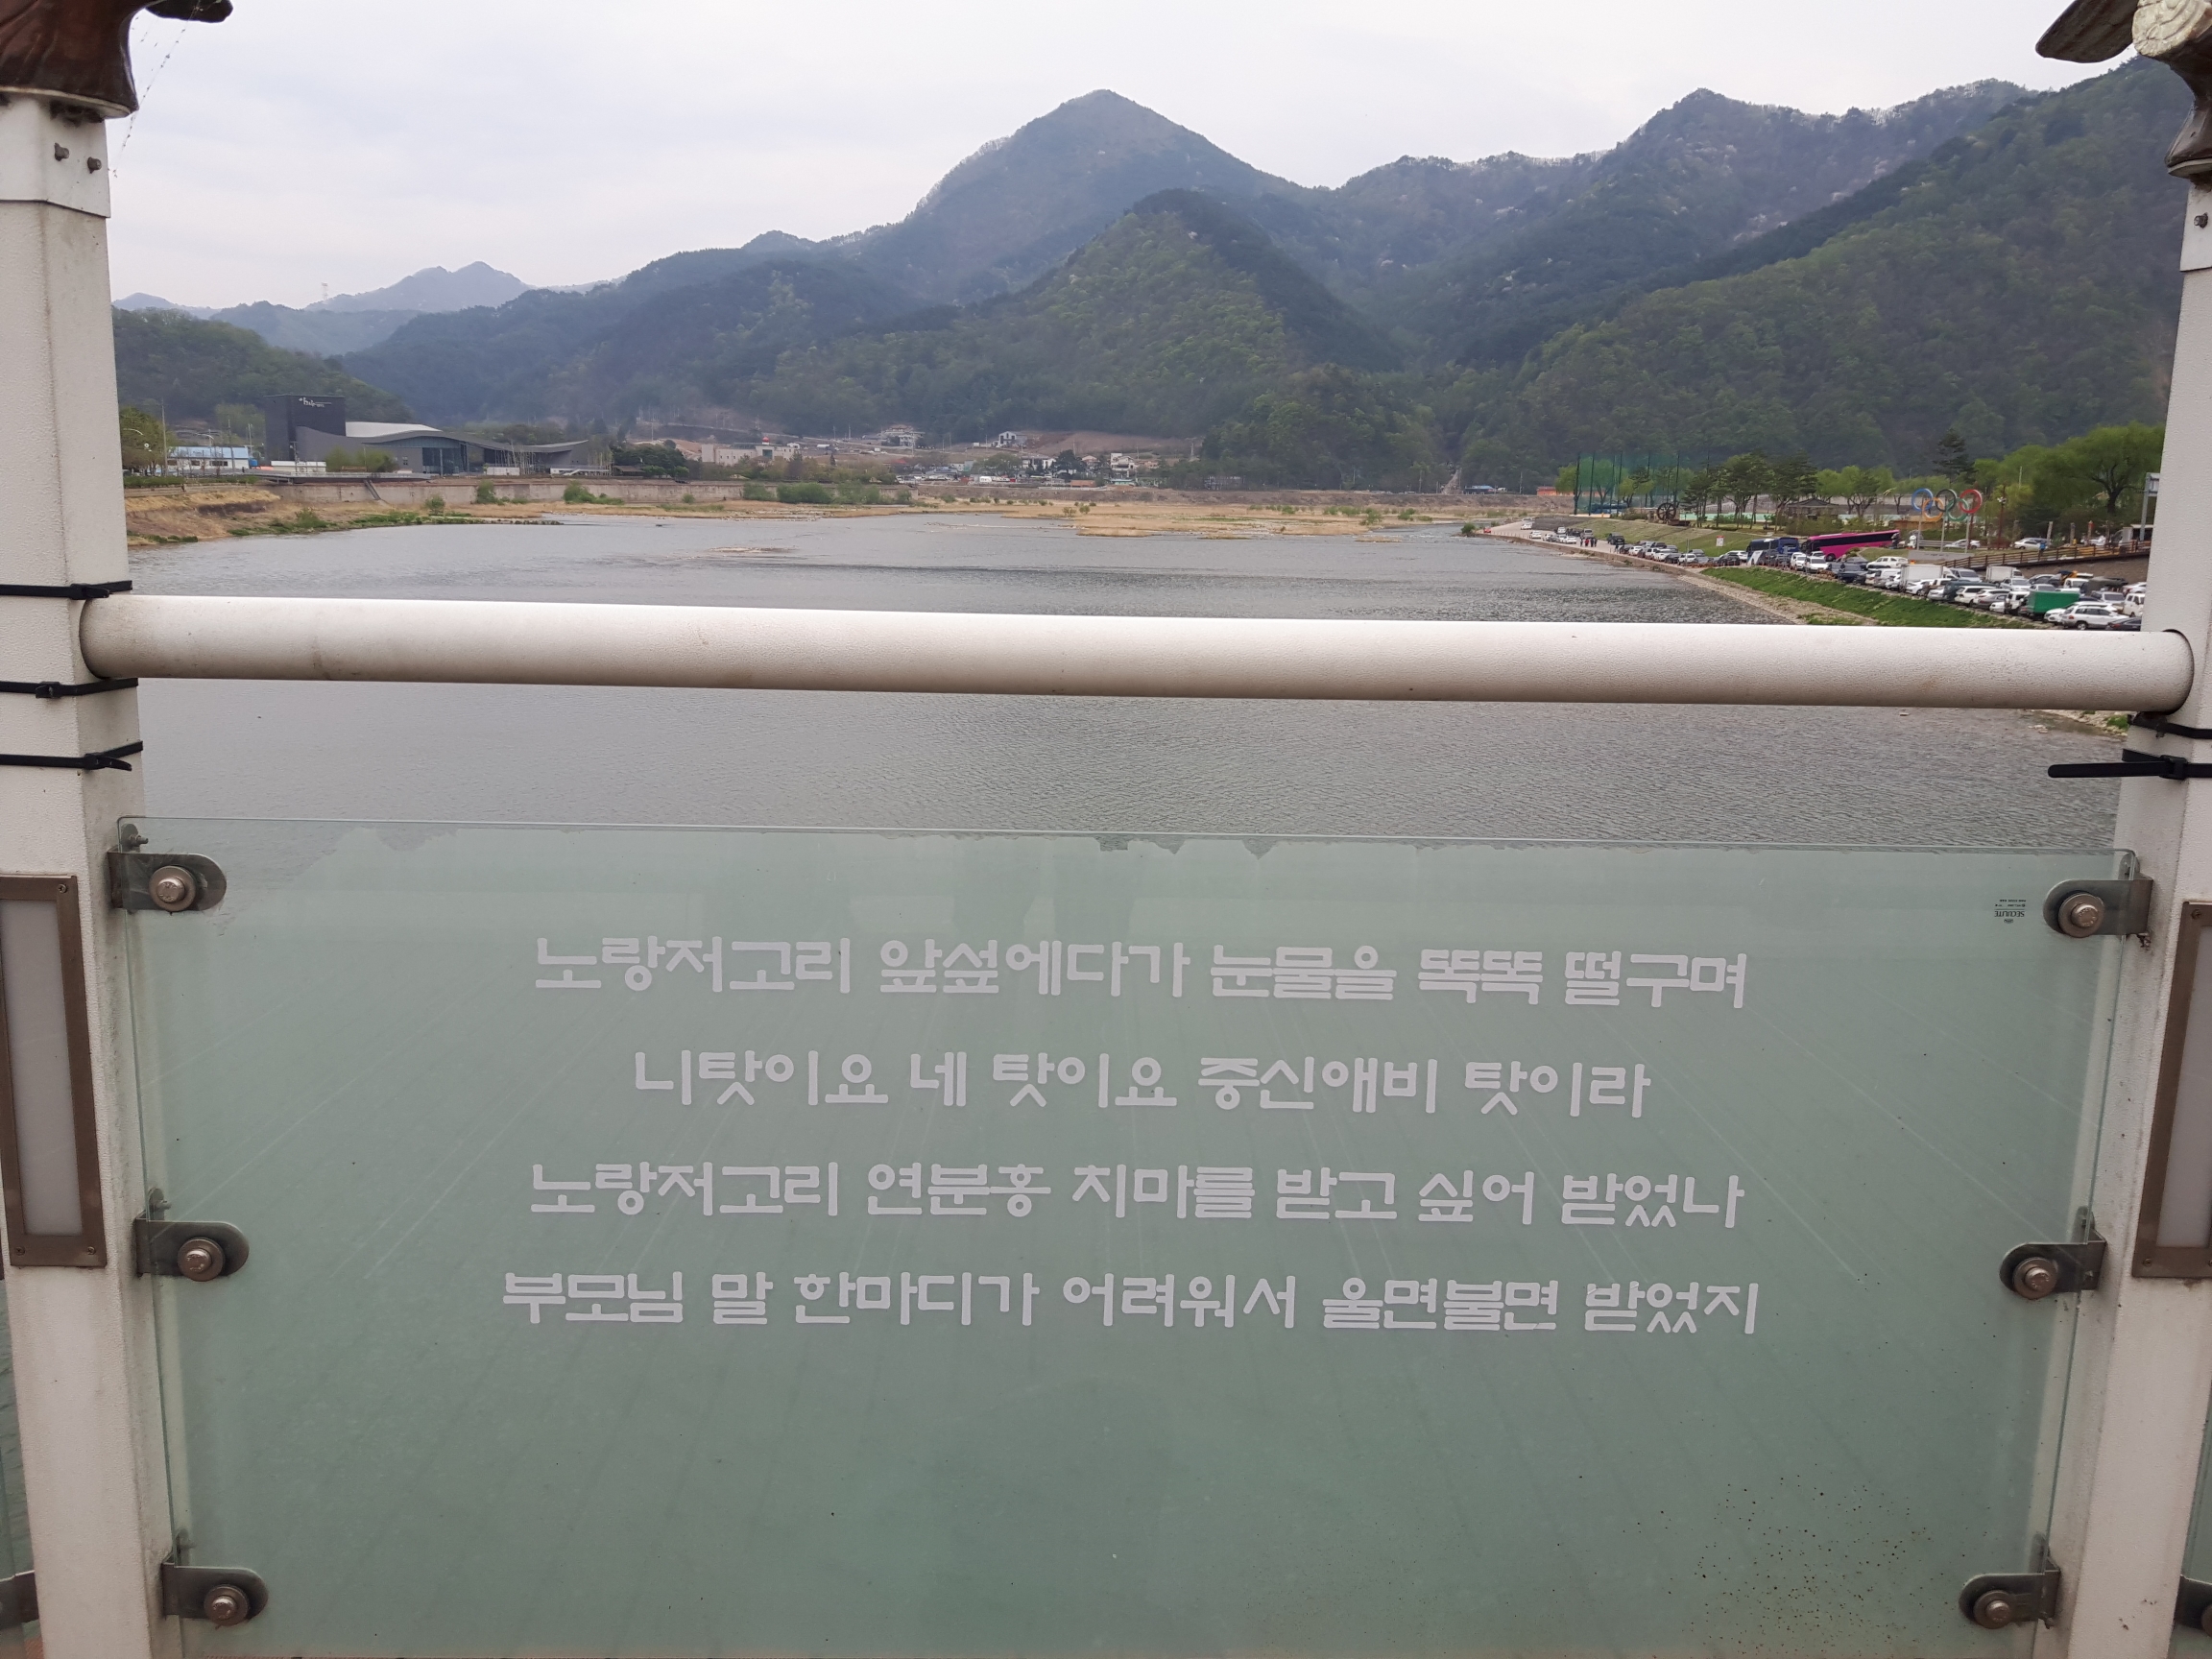 노랑저고리 앞섶에다가 눈물을 똑똑 떨구며
니탓이요 네 탓이요 중신애비 탓이라
노랑저고리 연분홍 치마를 받고 싶어 받었나
부모님 말 한마디가 어려워서 울면불면 받었지